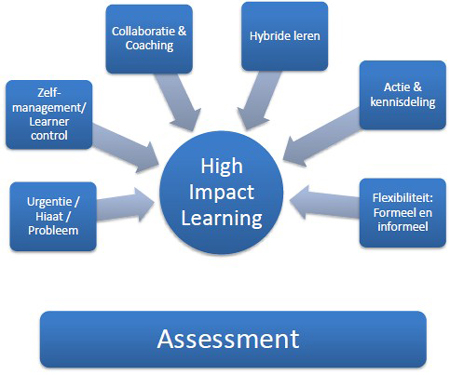 Collaboratie &
Coaching
Hybride leren
Zelf-
management/
Learner
control
Actie &
kennisdeling
High
Impact
Learning
Urgentie /
Hiaat /
Probleem
Flexibiliteit:
Formeel en
informeel
Assessment